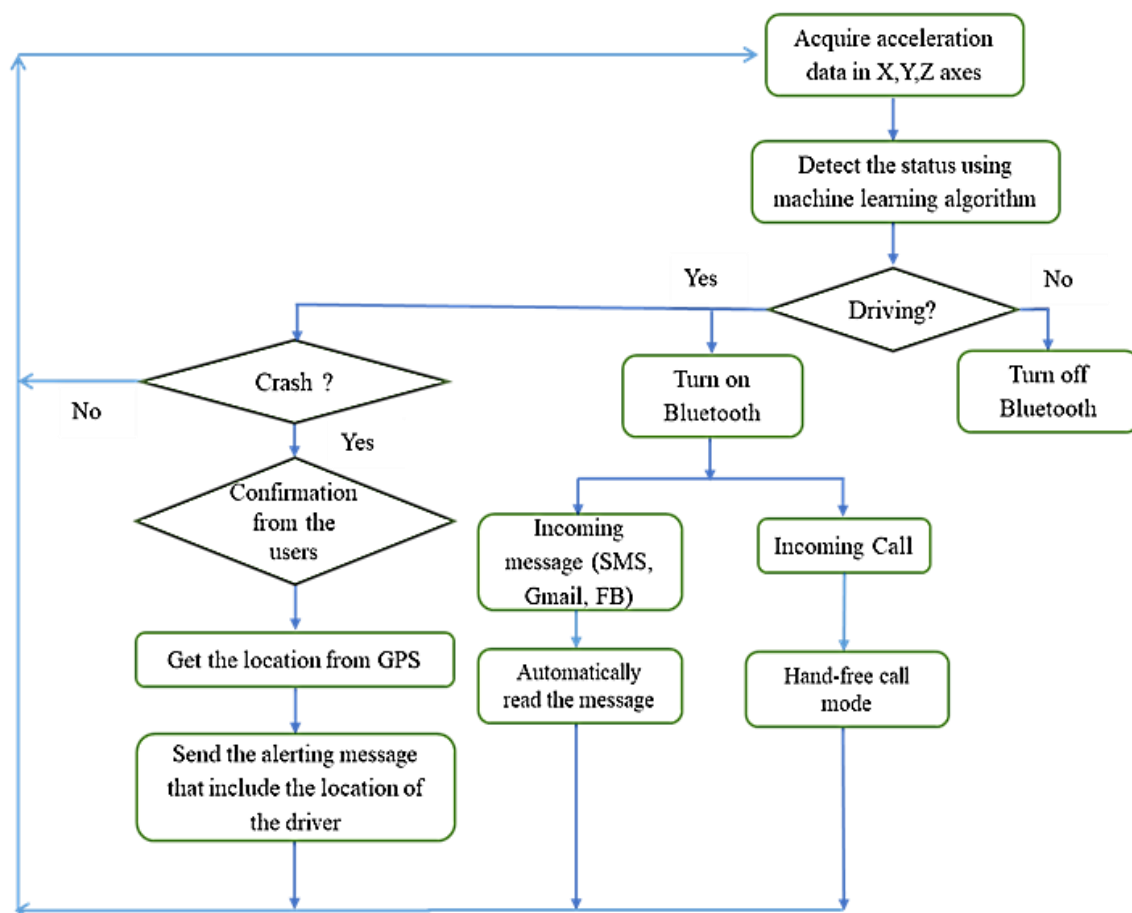 Acquire acceleration
data in X,Y,Z axes
Detect the status using
machine learning algorithm
Yes
No
Driving?
Crash ?
No
Yes
Turn on
Bluetooth
Turn off
Bluetooth
Confirmation
from the
users
Incoming
message (SMS,
Gmail, FB)
Incoming Call
Get the location from GPS
Automatically
read the message
Hand-free call
mode
Send the alerting message
that include the location of
the driver